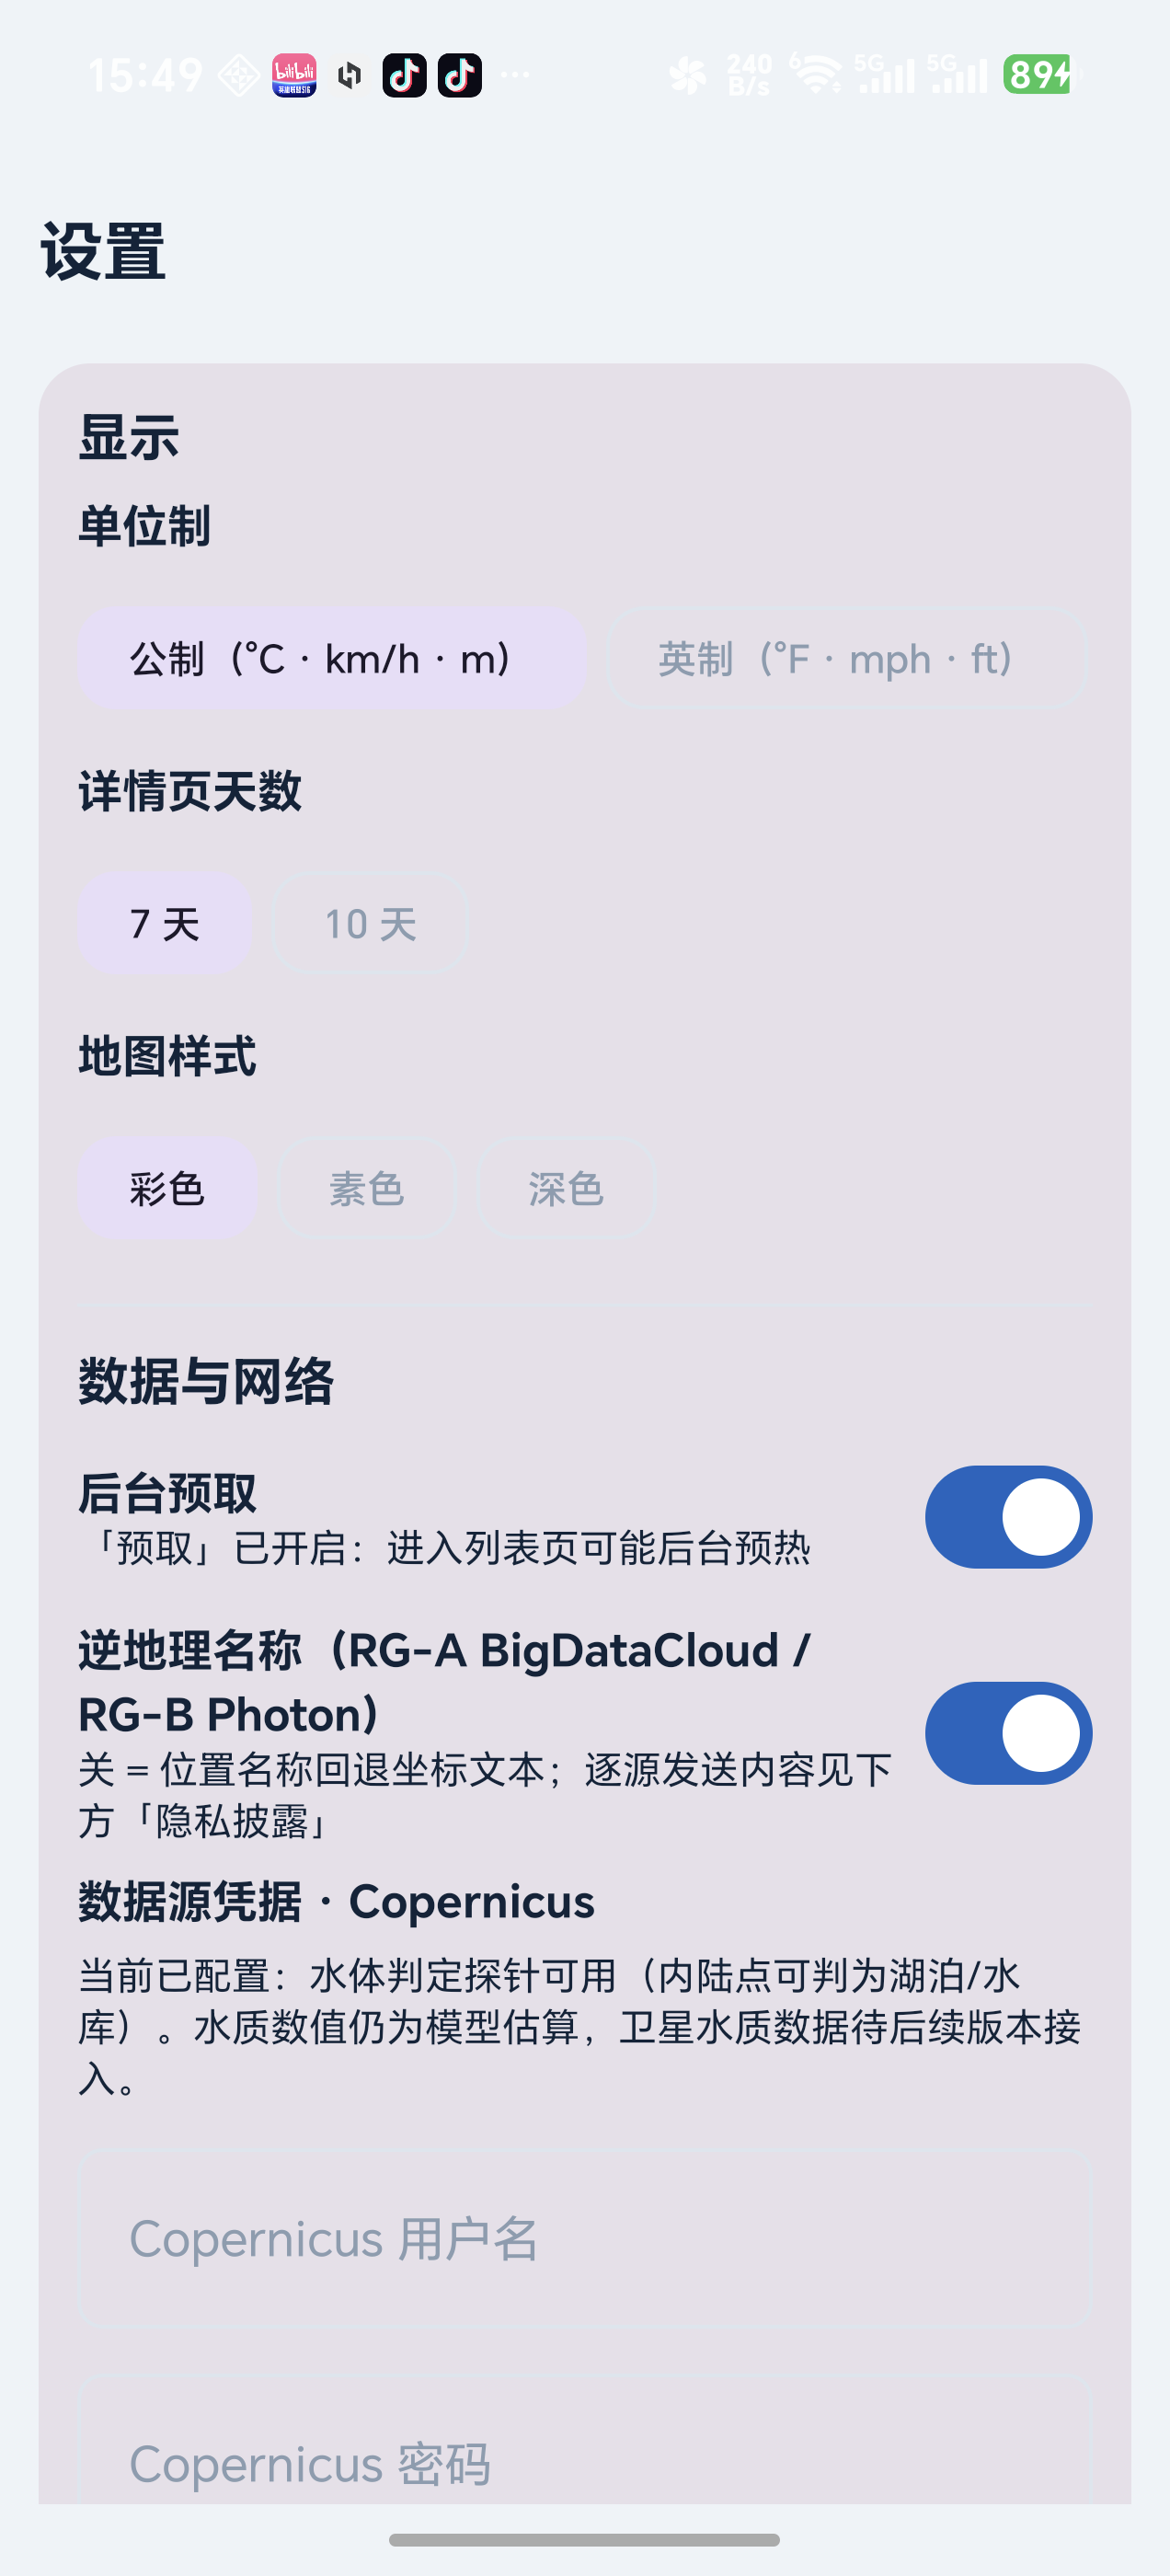 15:49
bilibili
240
B/s
6
5G
5G
89
设置
显示
单位制
公制（°C · km/h · m）
英制（°F · mph · ft）
详情页天数
7 天
10 天
地图样式
彩色
素色
深色
数据与网络
后台预取
「预取」已开启：进入列表页可能后台预热
逆地理名称（RG-A BigDataCloud /
RG-B Photon）
关 = 位置名称回退坐标文本；逐源发送内容见下
方「隐私披露」
数据源凭据 · Copernicus
当前已配置：水体判定探针可用（内陆点可判为湖泊/水
库）。水质数值仍为模型估算，卫星水质数据待后续版本接
入。
Copernicus 用户名
Copernicus 密码